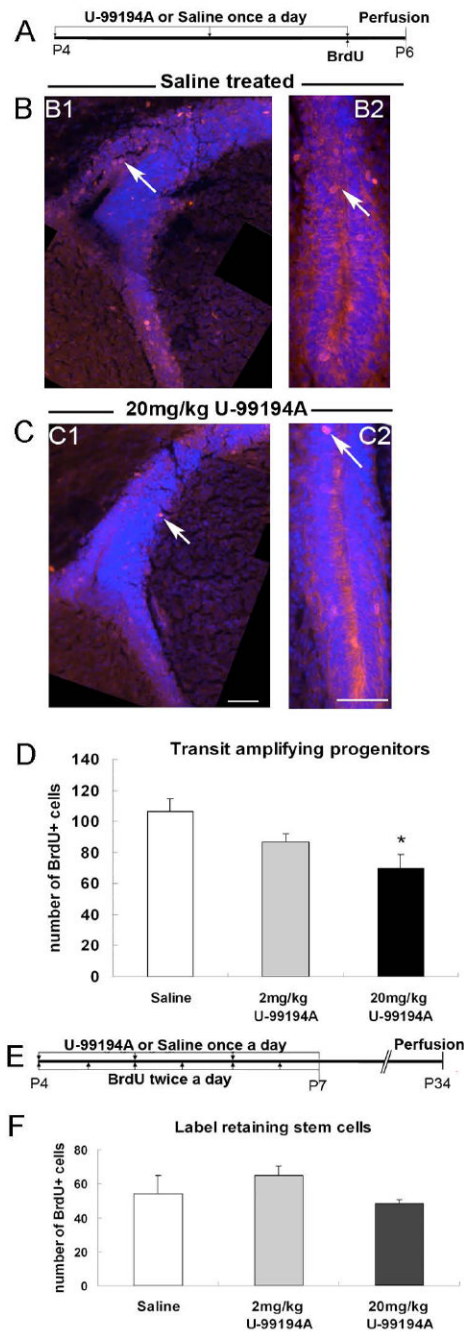 A
U-99194A or Saline once a day
Perfusion
P4
BrdU
P6
Saline treated
B
B1
B2
20mg/kg U-99194A
C
C1
C2
D
Transit amplifying progenitors
number of BrdU+ cells
140
120
100
80
60
40
20
0
*
Saline
2mg/kg
U-99194A
20mg/kg
U-99194A
E
U-99194A or Saline once a day
Perfusion
P4
BrdU twice a day
P7
P34
F
Label retaining stem cells
number of BrdU+ cells
80
60
40
20
0
Saline
2mg/kg
U-99194A
20mg/kg
U-99194A